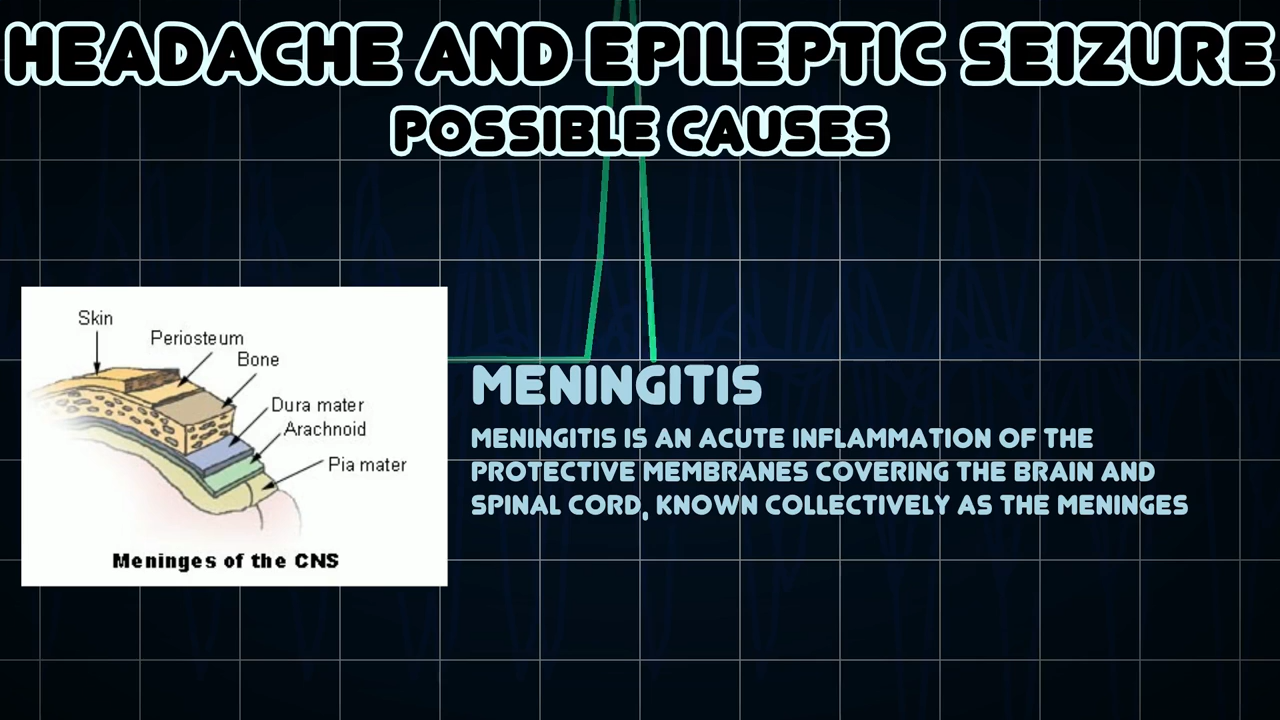 HEADACHE AND EPILEPTIC SEIZURE
POSSIBLE CAUSES
Skin
Periosteum
Bone
Dura mater
Arachnoid
Pia mater
Meninges of the CNS
MENINGITIS
MENINGITIS IS AN ACUTE INFLAMMATION OF THE
PROTECTIVE MEMBRANES COVERING THE BRAIN AND
SPINAL CORD, KNOWN COLLECTIVELY AS THE MENINGES